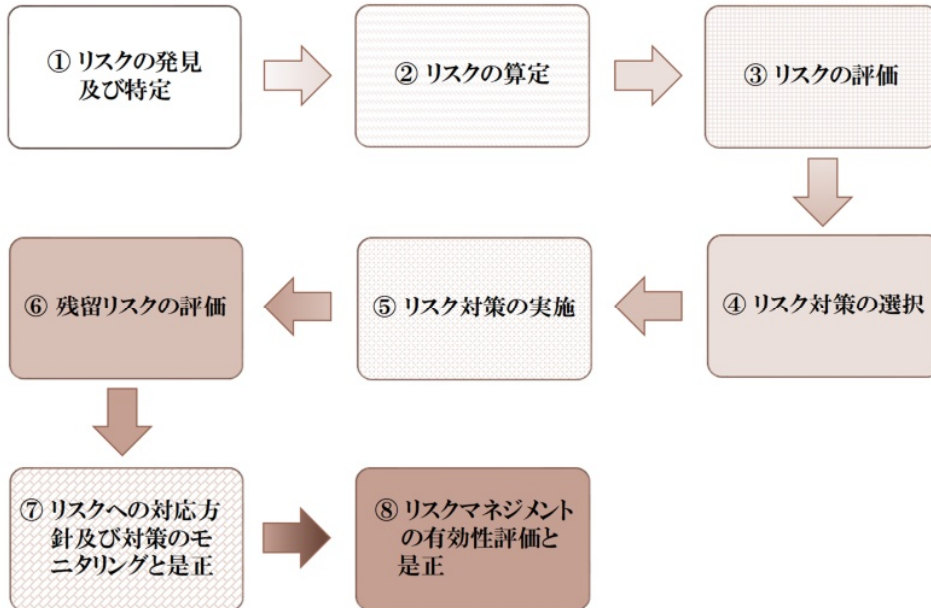 ① リスクの発見
及び特定
② リスクの算定
③ リスクの評価
④ リスク対策の選択
⑤ リスク対策の実施
⑥ 残留リスクの評価
⑦ リスクへの対応方
針及び対策のモ
ニタリングと是正
⑧ リスクマネジメント
の有効性評価と
是正